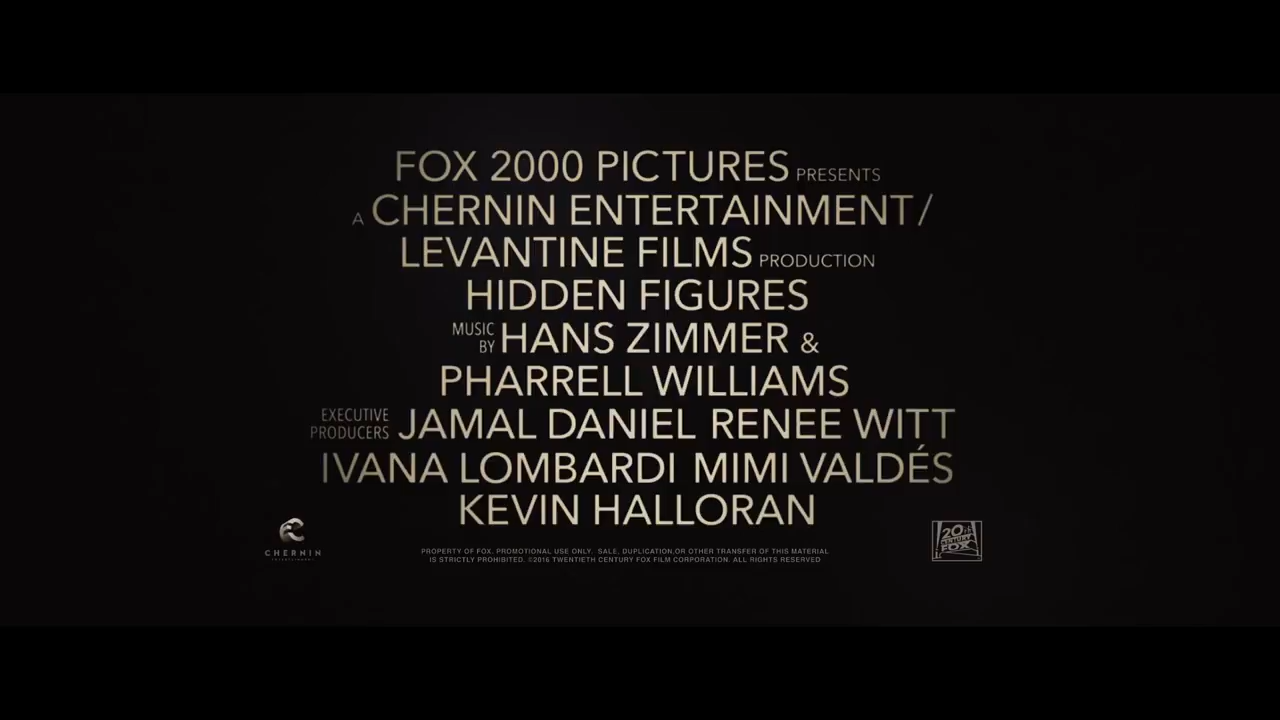 FOX 2000 PICTURES PRESENTS
A CHERNIN ENTERTAINMENT/
LEVANTINE FILMS PRODUCTION
HIDDEN FIGURES
MUSIC BY HANS ZIMMER &
PHARRELL WILLIAMS
EXECUTIVE PRODUCERS JAMAL DANIEL RENEE WITT
IVANA LOMBARDI MIMI VALDÉS
KEVIN HALLORAN
CHERNIN
ENTERTAINMENT
PROPERTY OF FOX. PROMOTIONAL USE ONLY. SALE, DUPLICATION,OR OTHER TRANSFER OF THIS MATERIAL
IS STRICTLY PROHIBITED. ©2016 TWENTIETH CENTURY FOX FILM CORPORATION. ALL RIGHTS RESERVED
20th
CENTURY
FOX